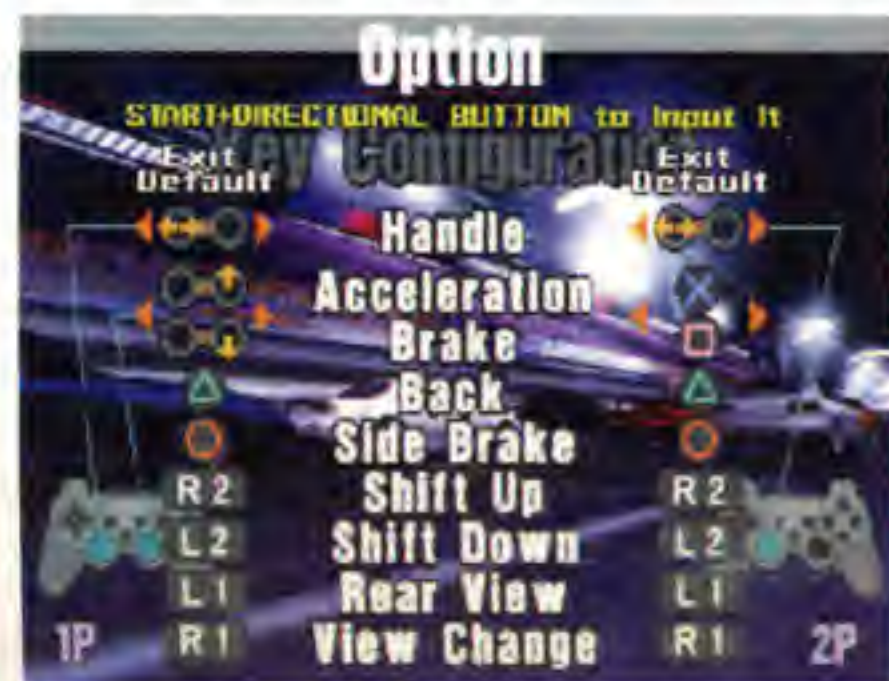 Option
START+DIRECTIONAL BUTTON to Input It
Key Configuration
Exit Exit
Default Default
Handle
Acceleration
Brake
Back
Side Brake
R2 Shift Up R2
L2 Shift Down L2
L1 Rear View L1
R1 View Change R1
1P 2P